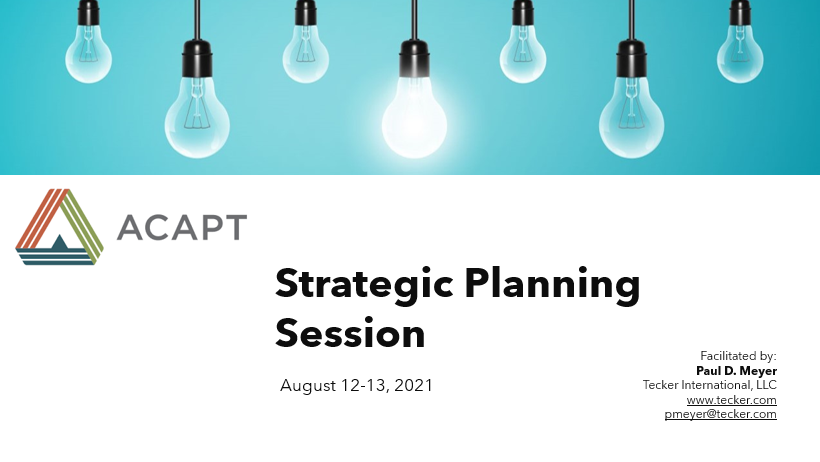 ACAPT
Strategic Planning
Session
August 12-13, 2021
Facilitated by:
Paul D. Meyer
Tecker International, LLC
www.tecker.com
pmeyer@tecker.com